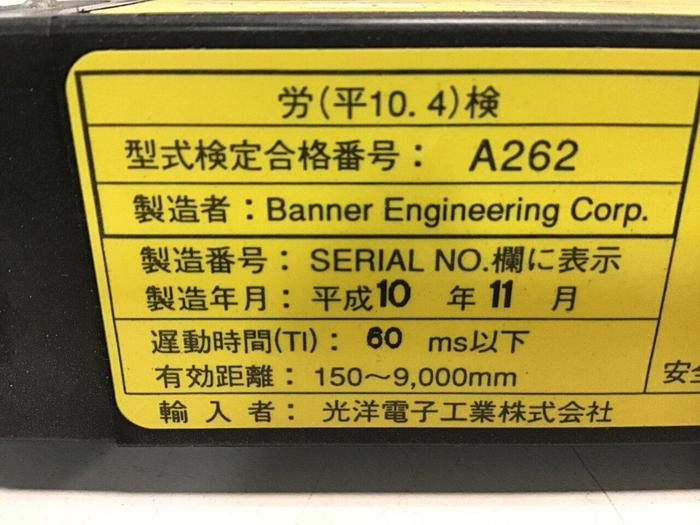 労(平10.4)検
型式検定合格番号： A262
製造者：Banner Engineering Corp.
製造番号： SERIAL NO.欄に表示
製造年月： 平成10 年 11 月
遅動時間(TI)： 60 ms以下
有効距離： 150～9,000mm
安全
輸入者： 光洋電子工業株式会社